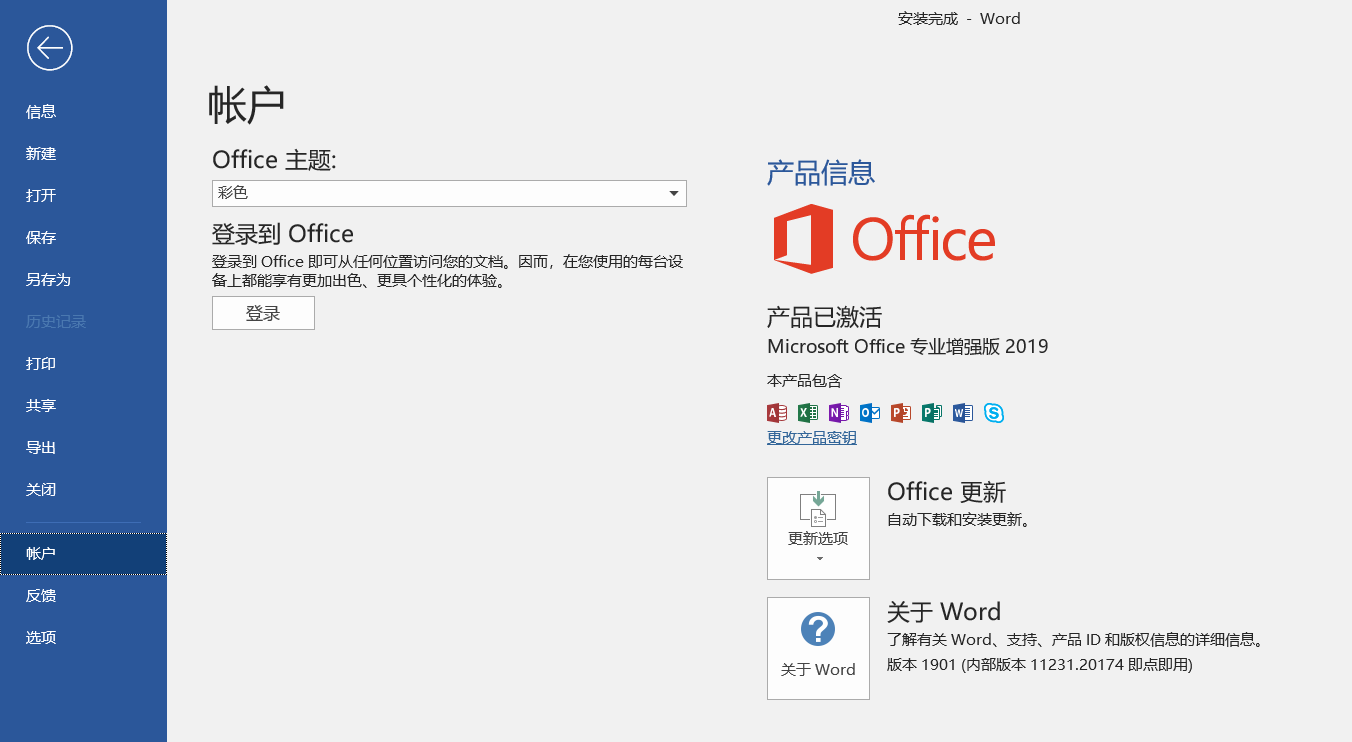 安装完成 - Word
信息
新建
打开
保存
另存为
历史记录
打印
共享
导出
关闭
帐户
反馈
选项
帐户
Office 主题:
彩色
登录到 Office
登录到 Office 即可从任何位置访问您的文档。因而，在您使用的每台设
备上都能享有更加出色、更具个性化的体验。
登录
产品信息
Office
产品已激活
Microsoft Office 专业增强版 2019
本产品包含
A X N O P P W S
更改产品密钥
更新选项
Office 更新
自动下载和安装更新。
关于 Word
关于 Word
了解有关 Word、支持、产品 ID 和版权信息的详细信息。
版本 1901 (内部版本 11231.20174 即点即用)